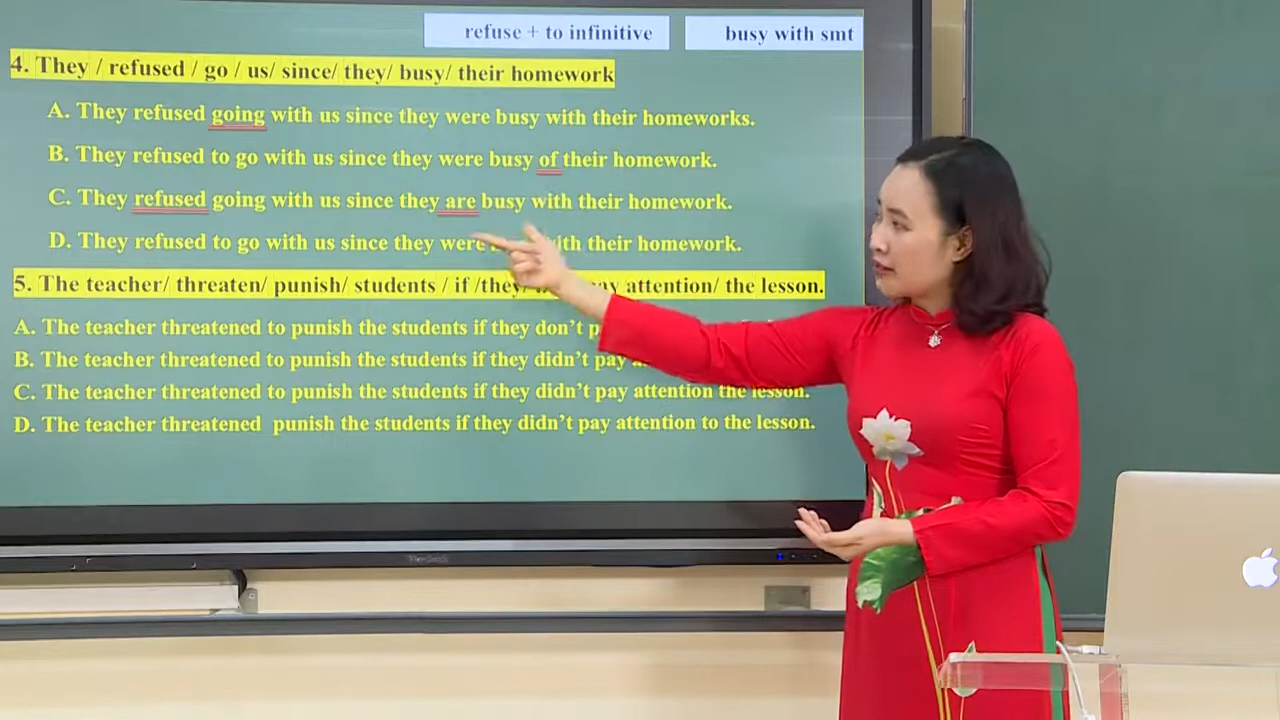 refuse + to infinitive
busy with smt
4. They / refused / go / us/ since/ they/ busy/ their homework
A. They refused going with us since they were busy with their homeworks.
B. They refused to go with us since they were busy of their homework.
C. They refused going with us since they are busy with their homework.
D. They refused to go with us since they were with their homework.
5. The teacher/ threaten/ punish/ students / if /they/ pay attention/ the lesson.
A. The teacher threatened to punish the students if they don't
B. The teacher threatened to punish the students if they didn't pay
C. The teacher threatened to punish the students if they didn't pay attention the lesson.
D. The teacher threatened punish the students if they didn't pay attention to the lesson.